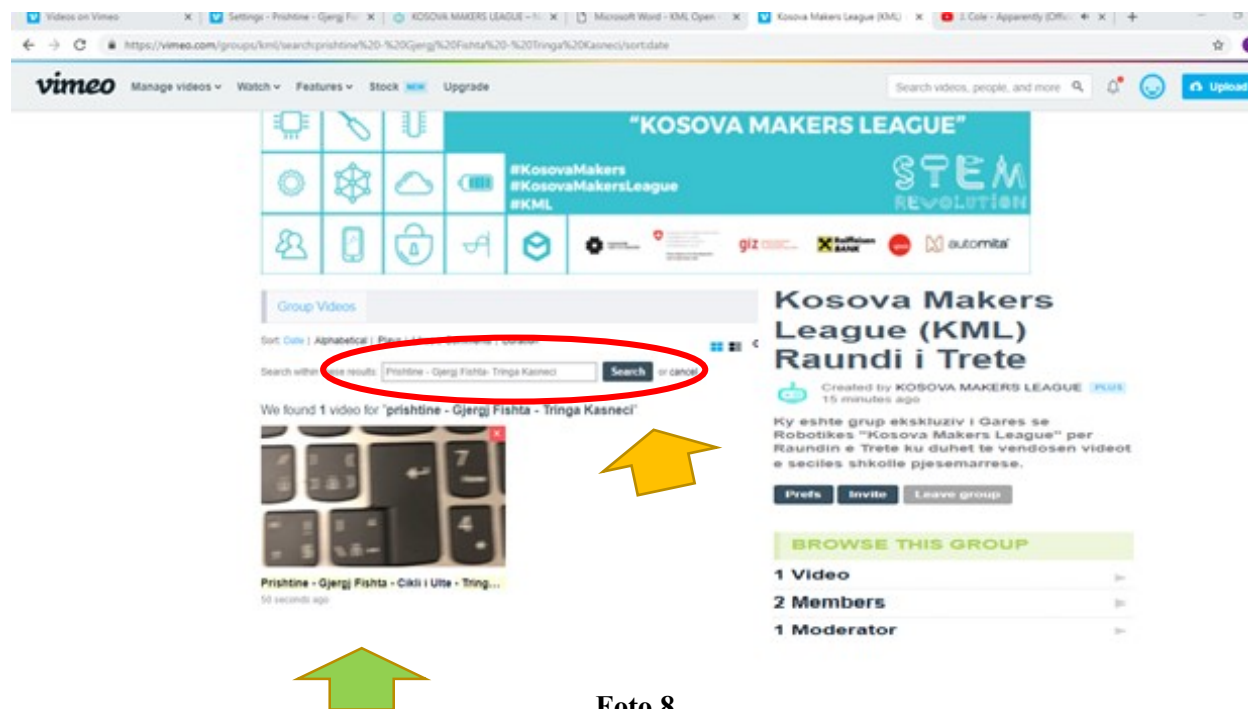 Videos on Vimeo
Settings - Prishtine - Gjergj Fis
KOSOVA MAKERS LEAGUE
Microsoft Word - KML Open -
Kosova Makers League (KML)
J. Cole - Apparently (Offici
https://vimeo.com/groups/kml/search:prishtine%20-%20Gjergj%20Fishta%20-%20Tringa%20Kasneci/sort:date
vimeo Manage videos Watch Features Stock NEW Upgrade
Search videos, people, and more
Upload
"KOSOVA MAKERS LEAGUE"
#KosovaMakers
#KosovaMakersLeague
#KML
STEM
REVOLUTION
giz
Raiffeisen
BANK
automita
Group Videos
Sort: Date | Alphabetical | Plays | Likes | Comments | Duration
Search within these results: Prishtine - Gjergj Fishta- Tringa Kasneci Search or cancel
We found 1 video for "prishtine - Gjergj Fishta - Tringa Kasneci"
7
4
Prishtine - Gjergj Fishta - Cikli i Ulte - Tring...
50 seconds ago
Kosova Makers
League (KML)
Raundi i Trete
Created by KOSOVA MAKERS LEAGUE PLUS
15 minutes ago
Ky eshte grup ekskluziv i Gares se
Robotikes "Kosova Makers League" per
Raundin e Trete ku duhet te vendosen videot
e seciles shkolle pjesemarrese.
Prefs Invite Leave group
BROWSE THIS GROUP
1 Video
2 Members
1 Moderator
Foto 8